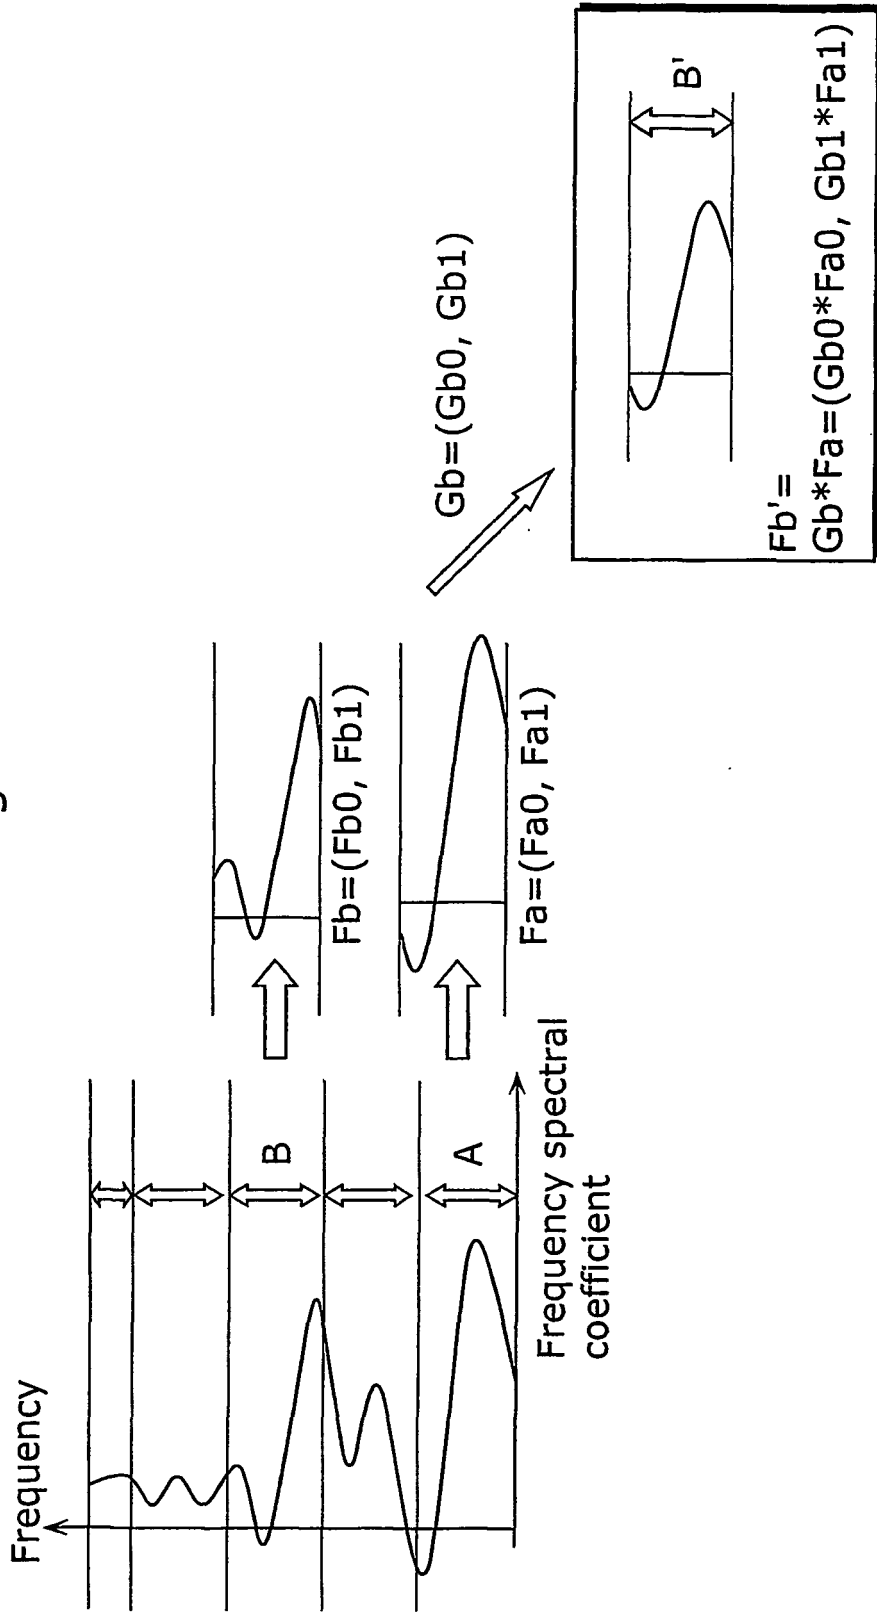 Frequency
B
A
Frequency spectral
coefficient
Fb=(Fb0, Fb1)
Fa=(Fa0, Fa1)
Gb=(Gb0, Gb1)
B'
Fb'=
Gb*Fa=(Gb0*Fa0, Gb1*Fa1)